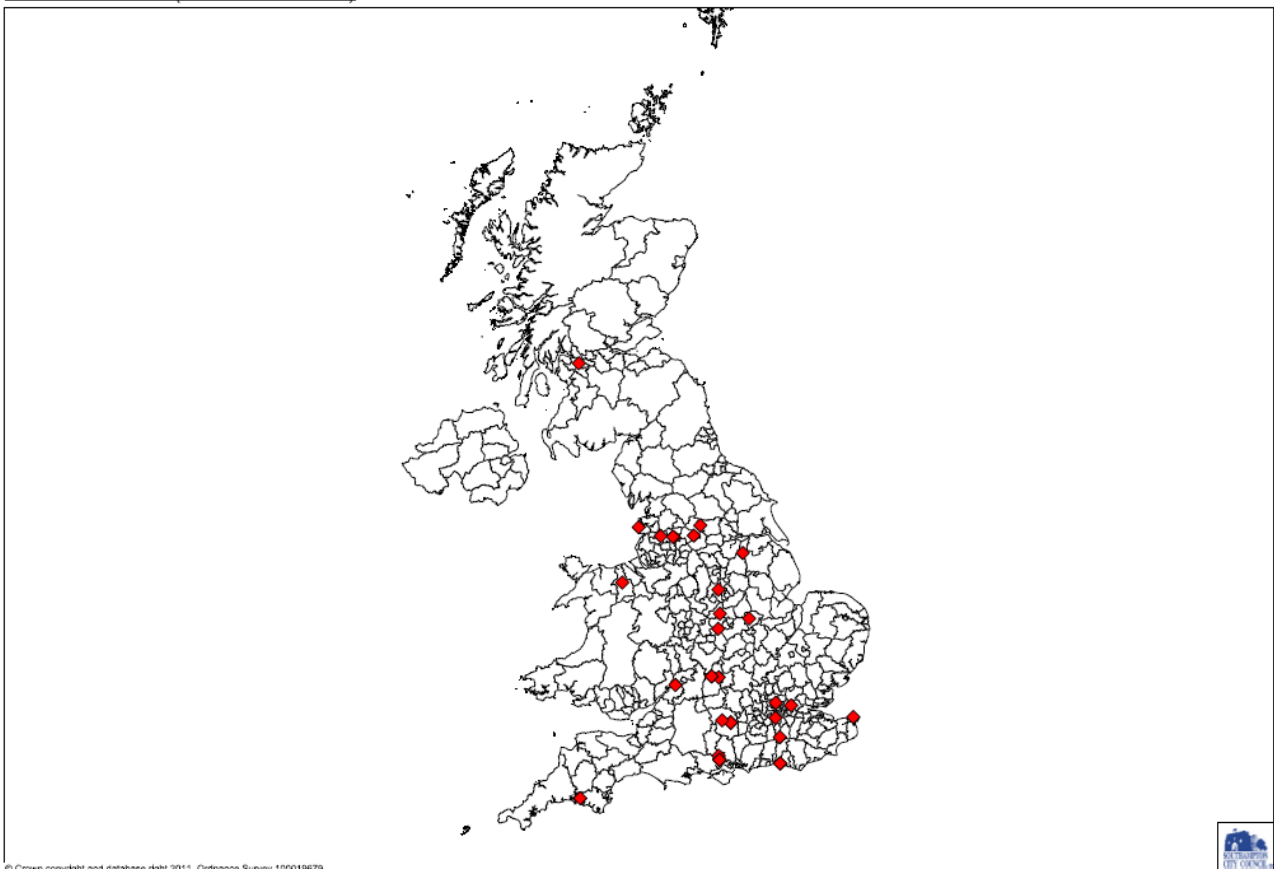 © Crown copyright and database right 2011 Ordnance Survey 100019679
SOUTHAMPTON
CITY COUNCIL